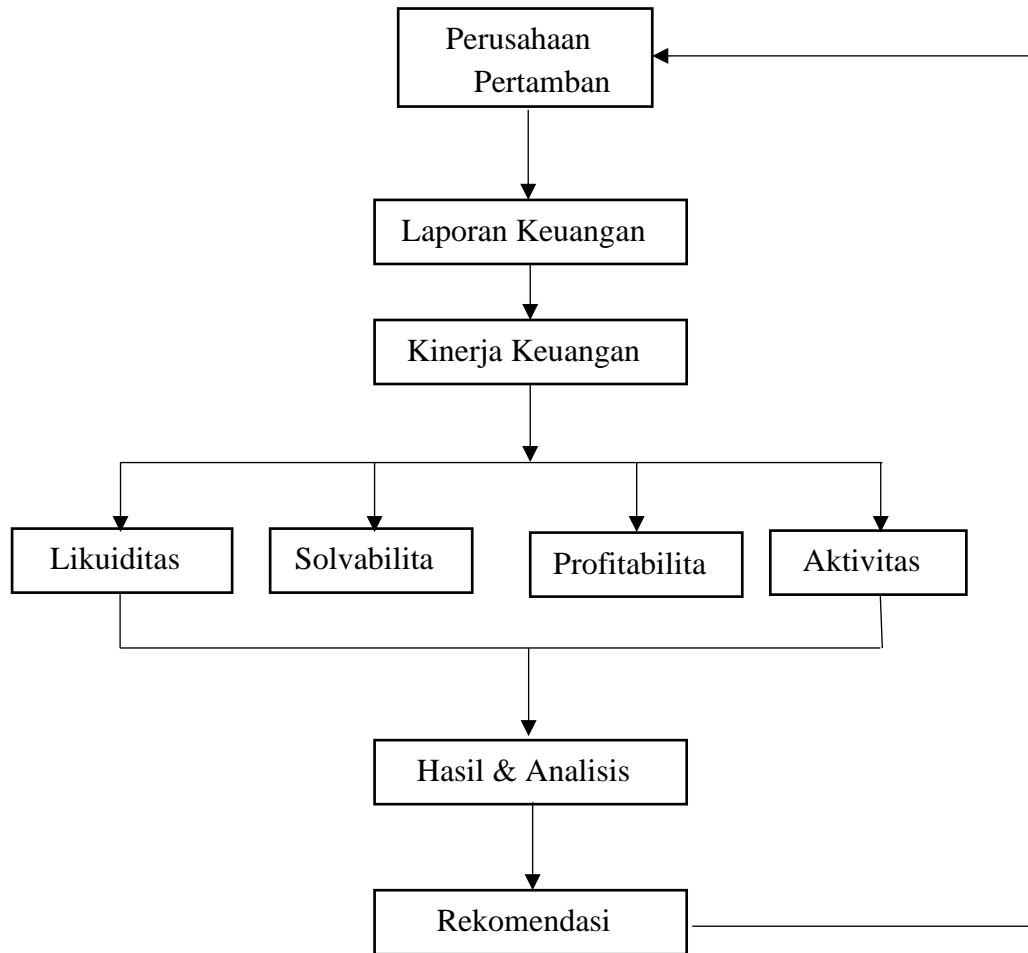 Perusahaan
Pertamban
Laporan Keuangan
Kinerja Keuangan
Likuiditas
Solvabilita
Profitabilita
Aktivitas
Hasil & Analisis
Rekomendasi